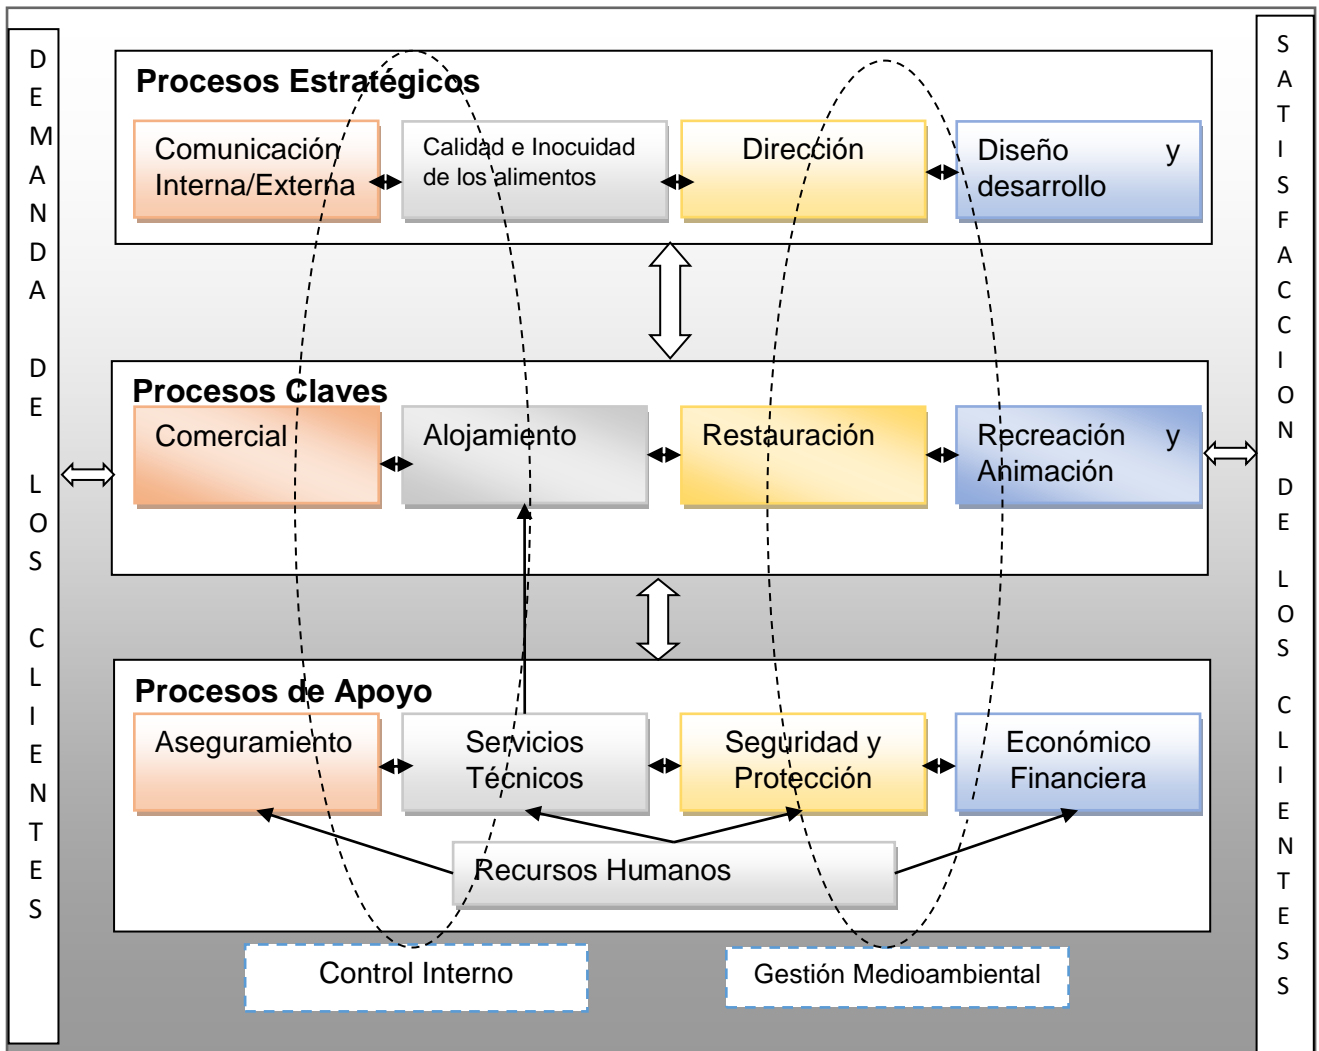 DEMANDA DE LOS CLIENTES
Procesos Estratégicos
Comunicación
Interna/Externa
Calidad e Inocuidad
de los alimentos
Dirección
Diseño y
desarrollo
Procesos Claves
Comercial
Alojamiento
Restauración
Recreación y
Animación
Procesos de Apoyo
Aseguramiento
Servicios
Técnicos
Seguridad y
Protección
Económico
Financiera
Recursos Humanos
Control Interno
Gestión Medioambiental
SATISFACCION DE LOS CLIENTESS